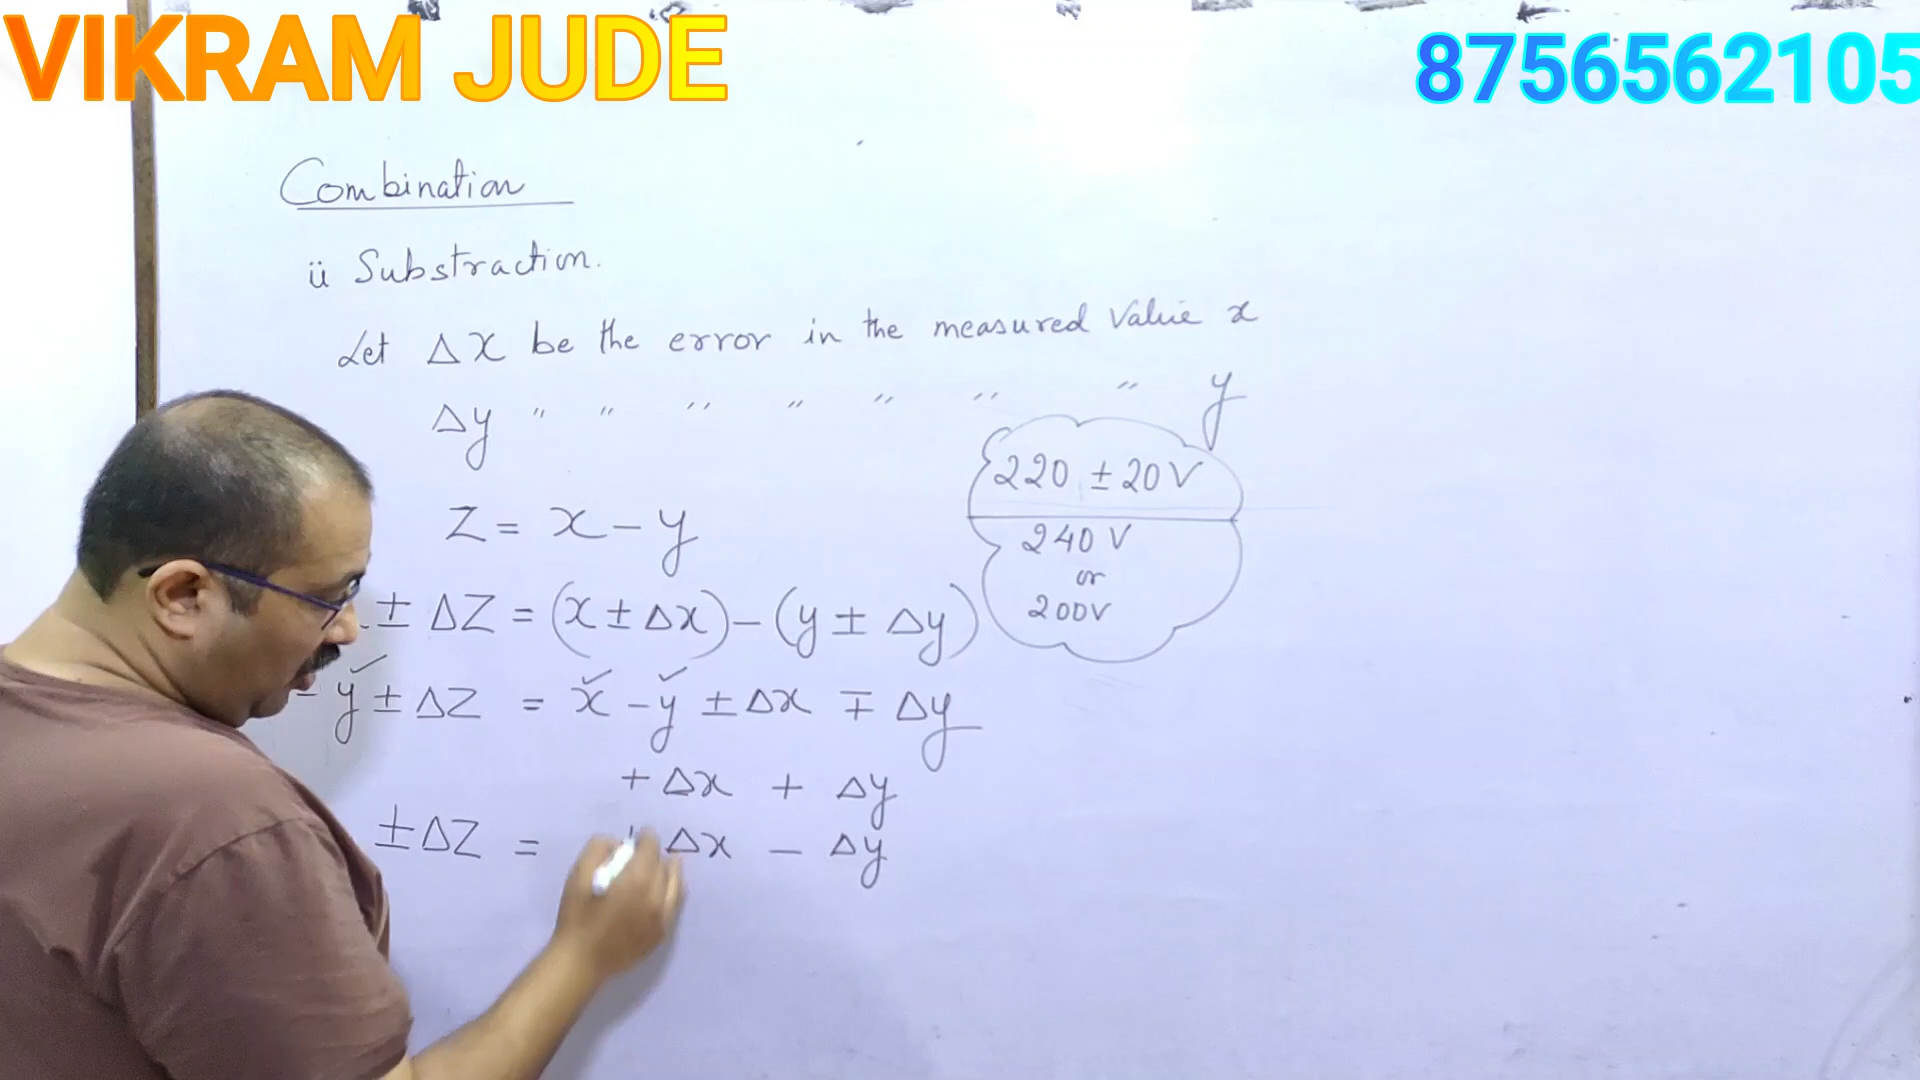 VIKRAM JUDE
8756562105
Combination
ii Substraction.
Let Δx be the error in the measured value x
Δy " " " " " " " y
220 ± 20 V
240 V
or
200V
Z = x - y
± ΔZ = (x ± Δx) - (y ± Δy)
- y ± ΔZ = x - y ± Δx ∓ Δy
+ Δx + Δy
± ΔZ = Δx - Δy